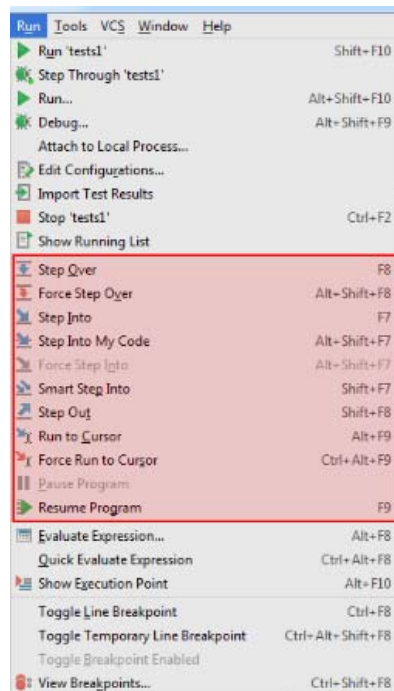 Run Tools VCS Window Help
Run 'tests1' Shift+F10
Step Through 'tests1'
Run... Alt+Shift+F10
Debug... Alt+Shift+F9
Attach to Local Process...
Edit Configurations...
Import Test Results
Stop 'tests1' Ctrl+F2
Show Running List
Step Over F8
Force Step Over Alt+Shift+F8
Step Into F7
Step Into My Code Alt+Shift+F7
Force Step Into Alt+Shift+F7
Smart Step Into Shift+F7
Step Out Shift+F8
Run to Cursor Alt+F9
Force Run to Cursor Ctrl+Alt+F9
Pause Program
Resume Program F9
Evaluate Expression... Alt+F8
Quick Evaluate Expression Ctrl+Alt+F8
Show Execution Point Alt+F10
Toggle Line Breakpoint Ctrl+F8
Toggle Temporary Line Breakpoint Ctrl+Alt+Shift+F8
Toggle Breakpoint Enabled
View Breakpoints... Ctrl+Shift+F8